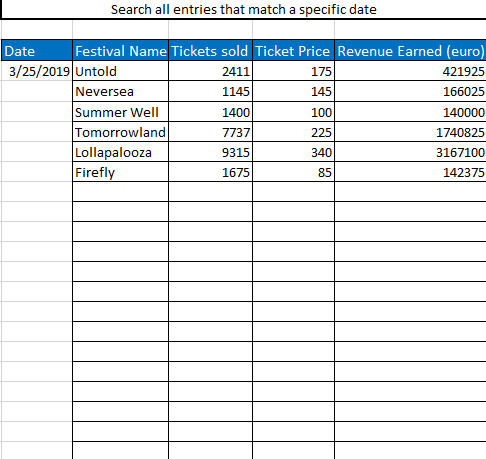 Search all entries that match a specific date
Date Festival Name Tickets sold Ticket Price Revenue Earned (euro)
3/25/2019 Untold 2411 175 421925
Neversea 1145 145 166025
Summer Well 1400 100 140000
Tomorrowland 7737 225 1740825
Lollapalooza 9315 340 3167100
Firefly 1675 85 142375